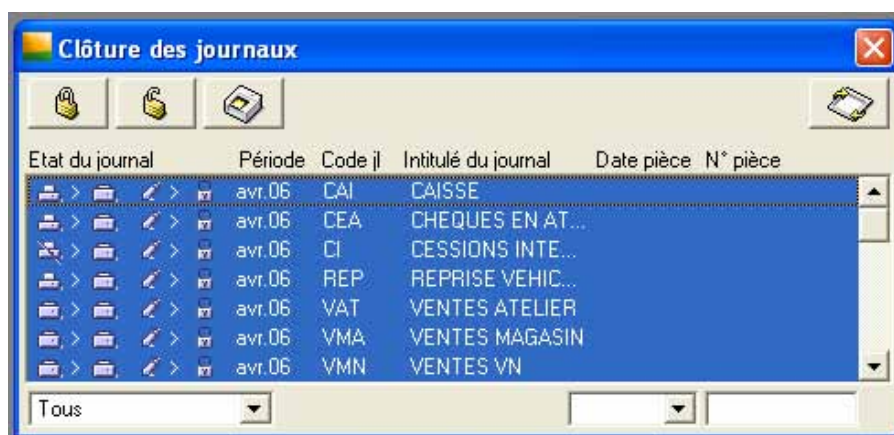 Clôture des journaux
Etat du journal Période Code jl Intitulé du journal Date pièce N° pièce
> > avr.06 CAI CAISSE
> > avr.06 CEA CHEQUES EN AT...
> > avr.06 CI CESSIONS INTE...
> > avr.06 REP REPRISE VEHIC...
> > avr.06 VAT VENTES ATELIER
> > avr.06 VMA VENTES MAGASIN
> > avr.06 VMN VENTES VN
Tous